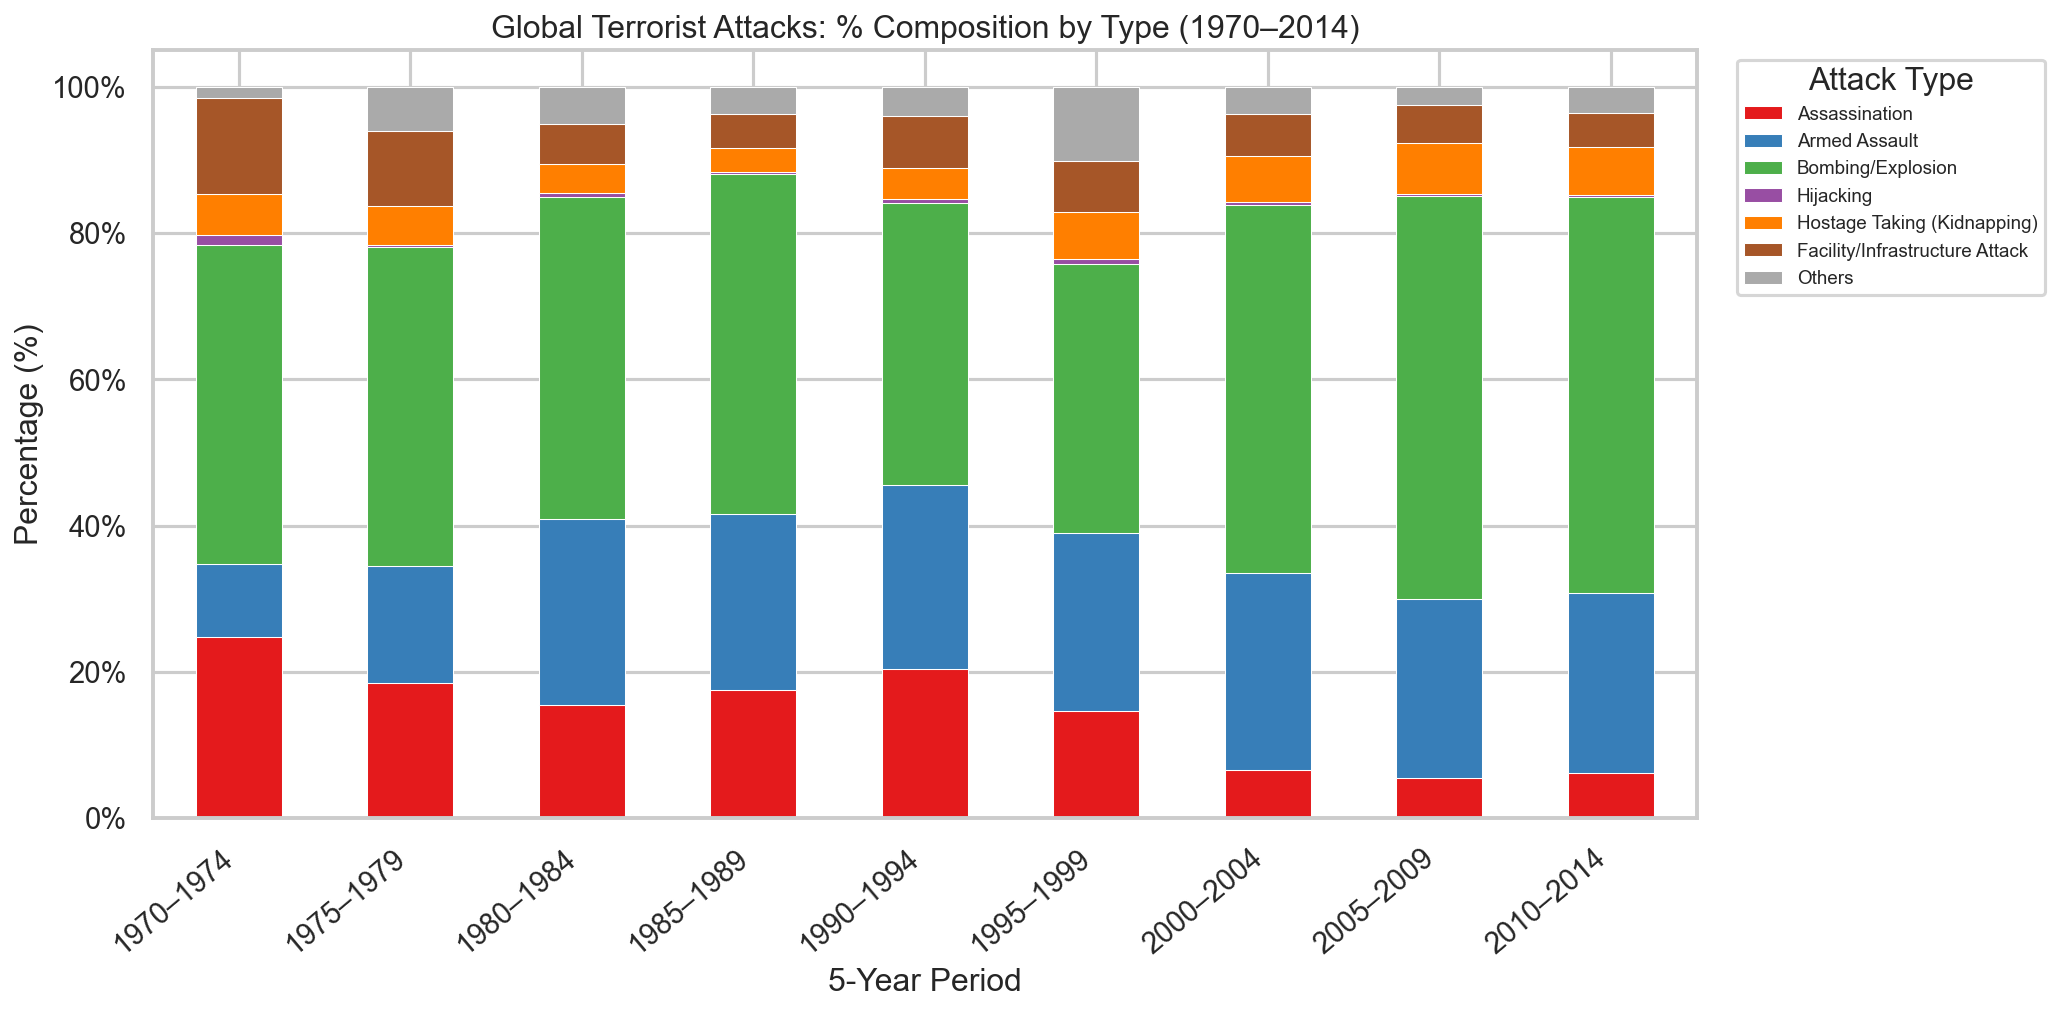 Global Terrorist Attacks: % Composition by Type (1970–2014)
Percentage (%)
100%
80%
60%
40%
20%
0%
1970–1974
1975–1979
1980–1984
1985–1989
1990–1994
1995–1999
2000–2004
2005–2009
2010–2014
5-Year Period
Attack Type
Assassination
Armed Assault
Bombing/Explosion
Hijacking
Hostage Taking (Kidnapping)
Facility/Infrastructure Attack
Others